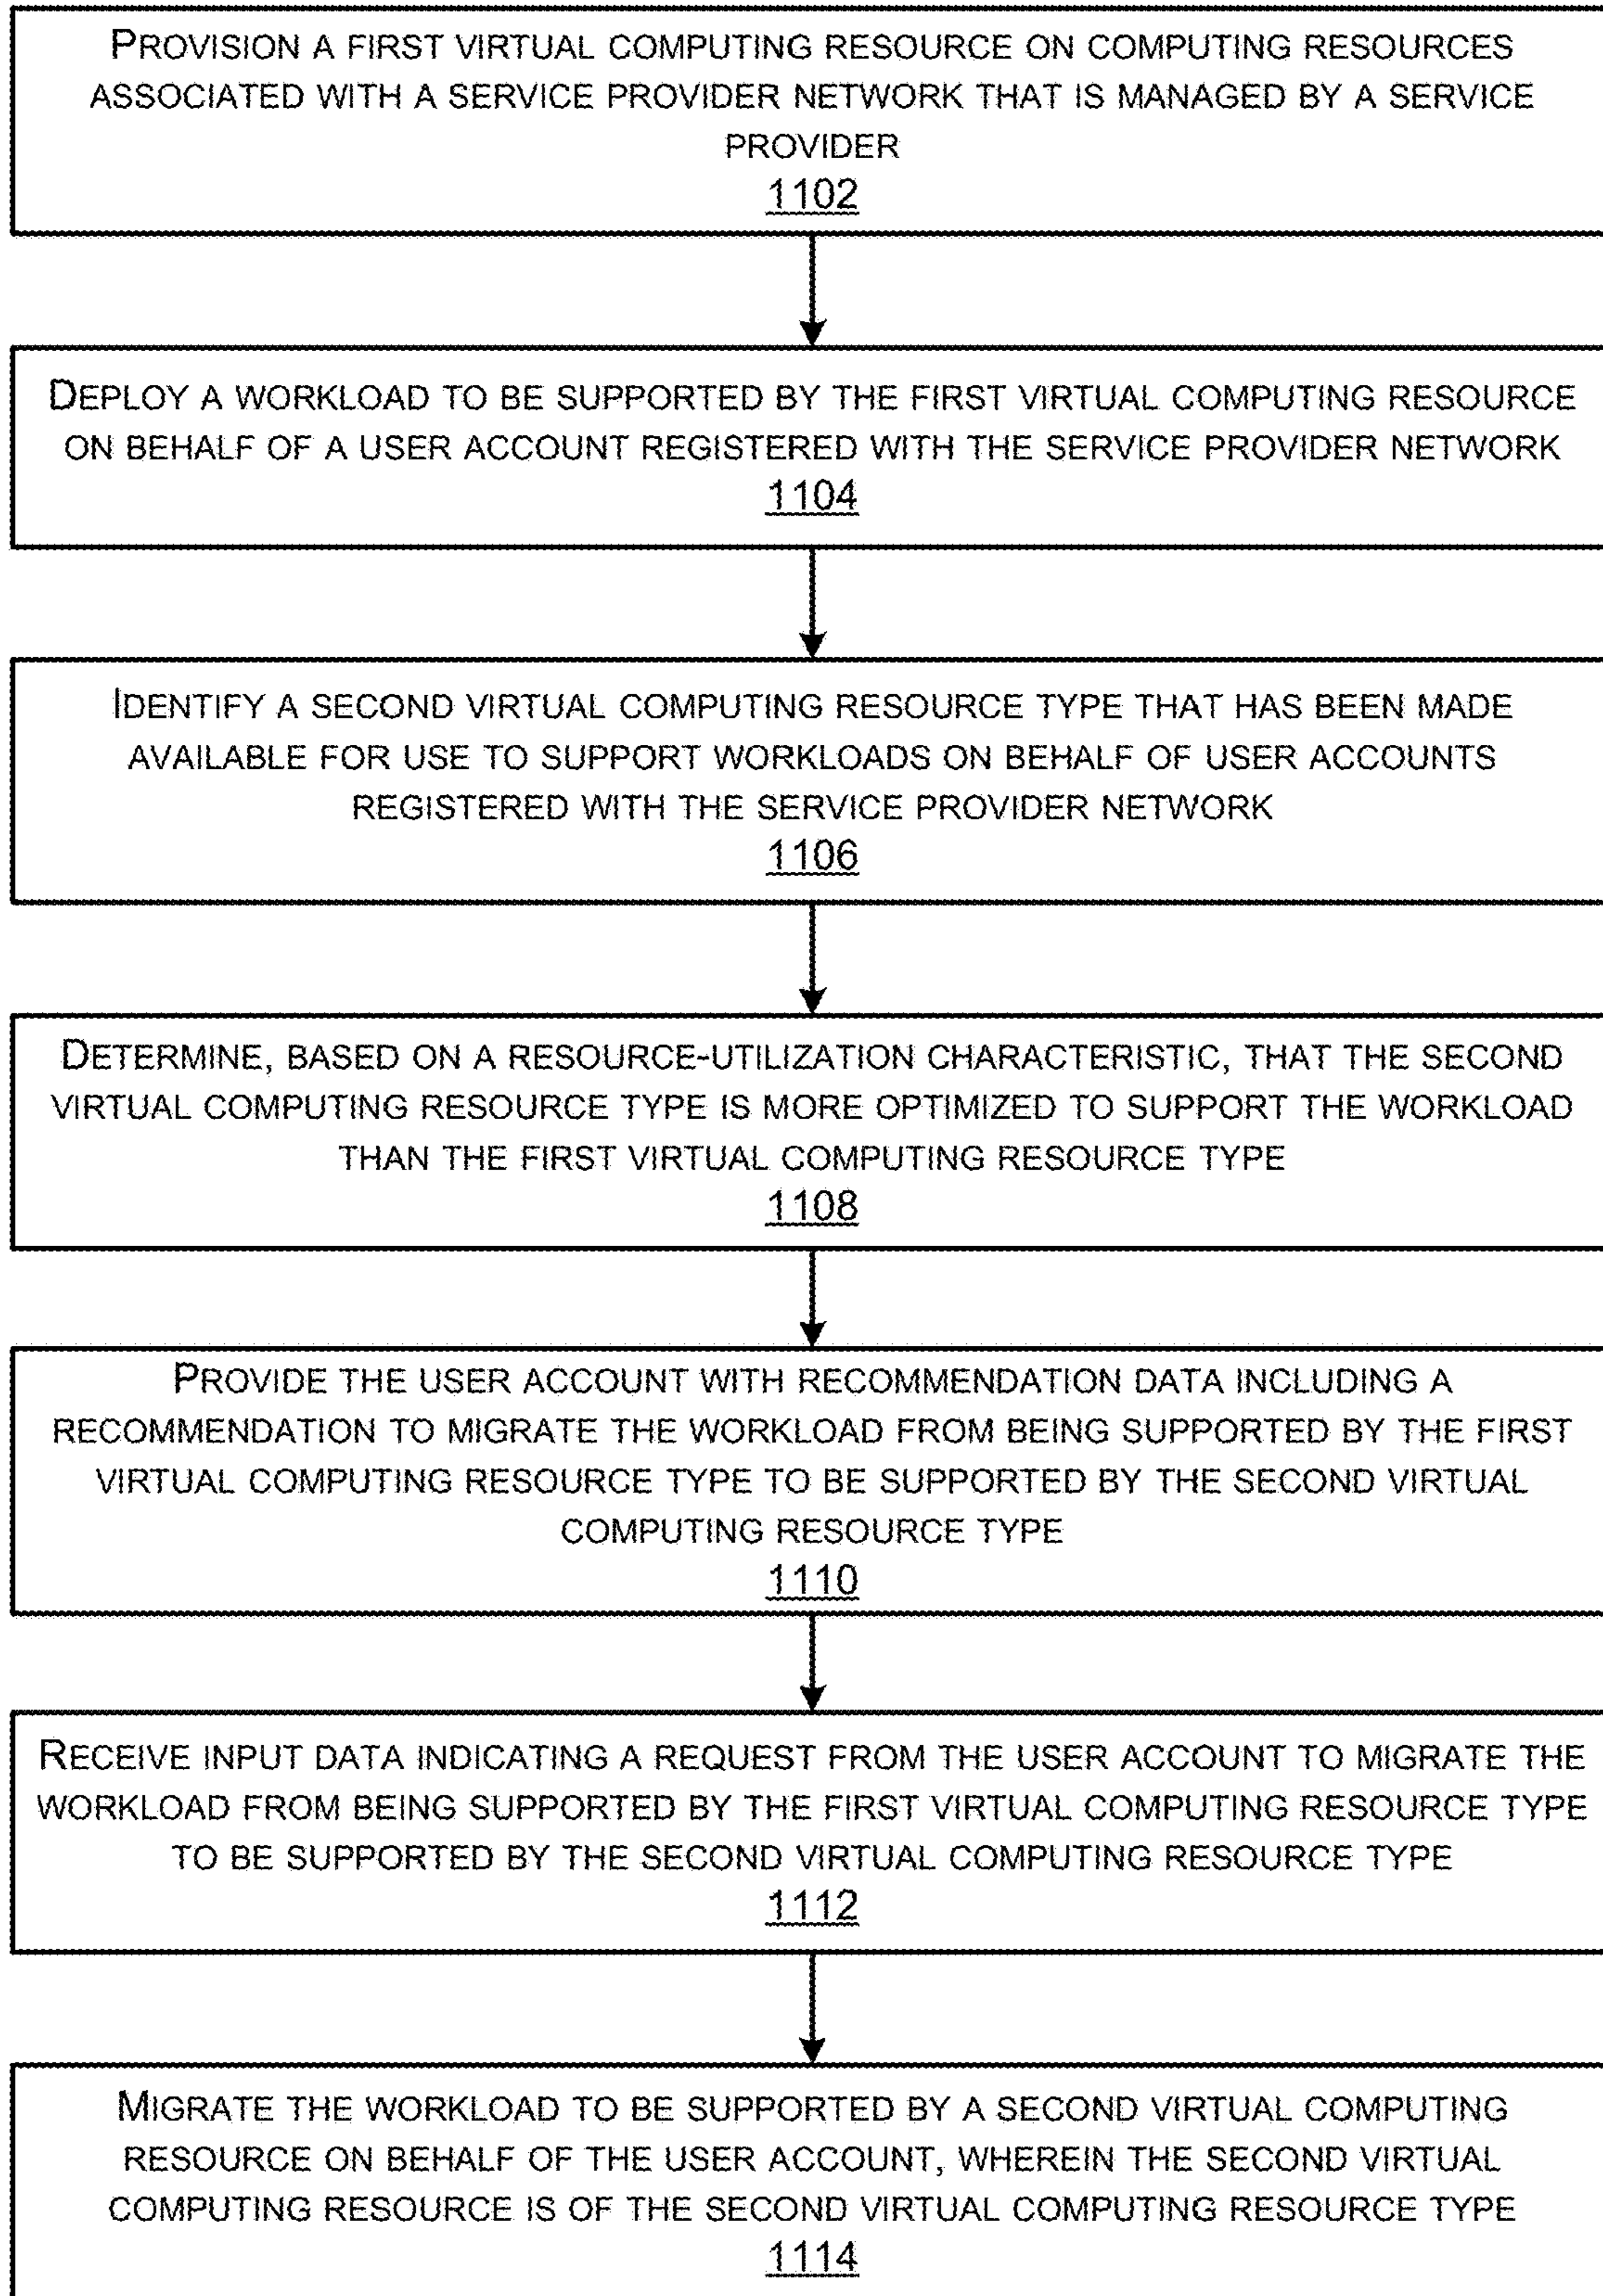 PROVISION A FIRST VIRTUAL COMPUTING RESOURCE ON COMPUTING RESOURCES
ASSOCIATED WITH A SERVICE PROVIDER NETWORK THAT IS MANAGED BY A SERVICE
PROVIDER
1102
DEPLOY A WORKLOAD TO BE SUPPORTED BY THE FIRST VIRTUAL COMPUTING RESOURCE
ON BEHALF OF A USER ACCOUNT REGISTERED WITH THE SERVICE PROVIDER NETWORK
1104
IDENTIFY A SECOND VIRTUAL COMPUTING RESOURCE TYPE THAT HAS BEEN MADE
AVAILABLE FOR USE TO SUPPORT WORKLOADS ON BEHALF OF USER ACCOUNTS
REGISTERED WITH THE SERVICE PROVIDER NETWORK
1106
DETERMINE, BASED ON A RESOURCE-UTILIZATION CHARACTERISTIC, THAT THE SECOND
VIRTUAL COMPUTING RESOURCE TYPE IS MORE OPTIMIZED TO SUPPORT THE WORKLOAD
THAN THE FIRST VIRTUAL COMPUTING RESOURCE TYPE
1108
PROVIDE THE USER ACCOUNT WITH RECOMMENDATION DATA INCLUDING A
RECOMMENDATION TO MIGRATE THE WORKLOAD FROM BEING SUPPORTED BY THE FIRST
VIRTUAL COMPUTING RESOURCE TYPE TO BE SUPPORTED BY THE SECOND VIRTUAL
COMPUTING RESOURCE TYPE
1110
RECEIVE INPUT DATA INDICATING A REQUEST FROM THE USER ACCOUNT TO MIGRATE THE
WORKLOAD FROM BEING SUPPORTED BY THE FIRST VIRTUAL COMPUTING RESOURCE TYPE
TO BE SUPPORTED BY THE SECOND VIRTUAL COMPUTING RESOURCE TYPE
1112
MIGRATE THE WORKLOAD TO BE SUPPORTED BY A SECOND VIRTUAL COMPUTING
RESOURCE ON BEHALF OF THE USER ACCOUNT, WHEREIN THE SECOND VIRTUAL
COMPUTING RESOURCE IS OF THE SECOND VIRTUAL COMPUTING RESOURCE TYPE
1114